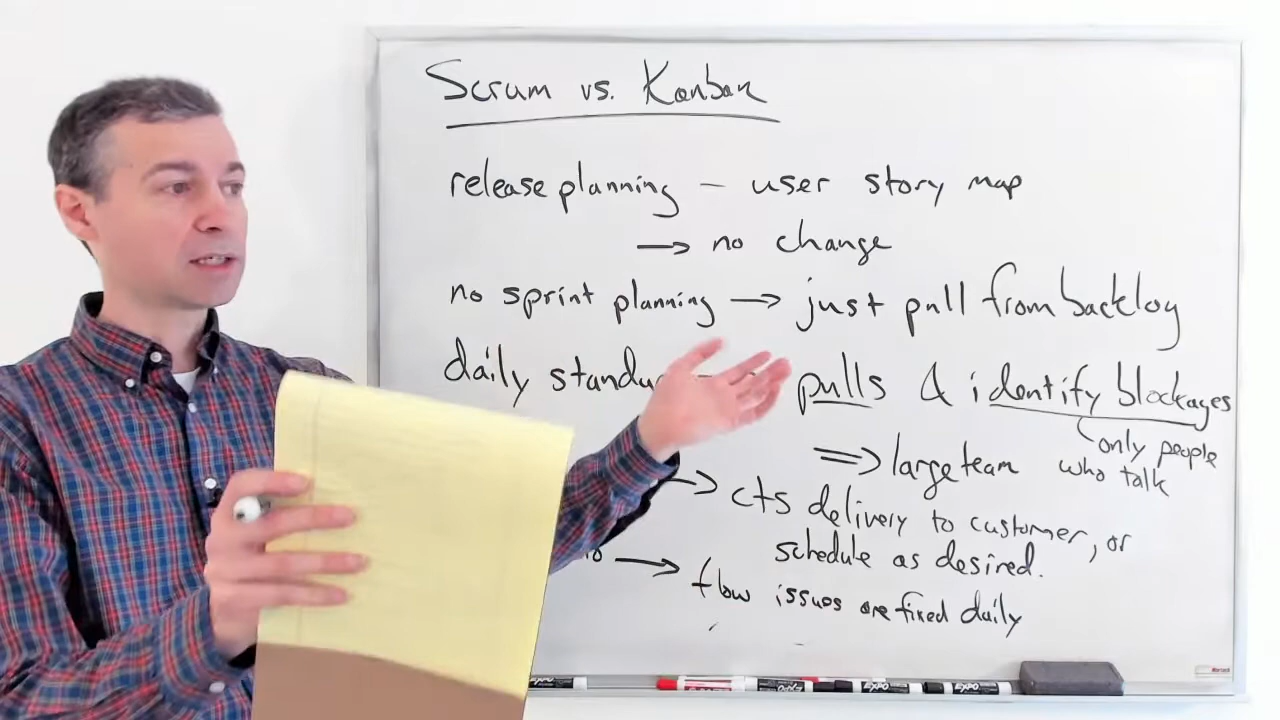 Scrum vs. Kanban
release planning – user story map
→ no change
no sprint planning → just pull from backlog
daily standu pulls & identify blockages
only people
who talk
⇒ large team
→ cts delivery to customer, or
schedule as desired.
→ flow issues are fixed daily
EXPO
EXPO